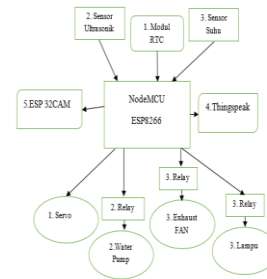 2. Sensor
Ultrasonik
1. Modul
RTC
3. Sensor
Suhu
5.ESP 32CAM
NodeMCU
ESP8266
4.Thingspeak
1. Servo
2. Relay
2.Water
Pump
3.Relay
3.Exhaust
FAN
3. Relay
3.Lampu